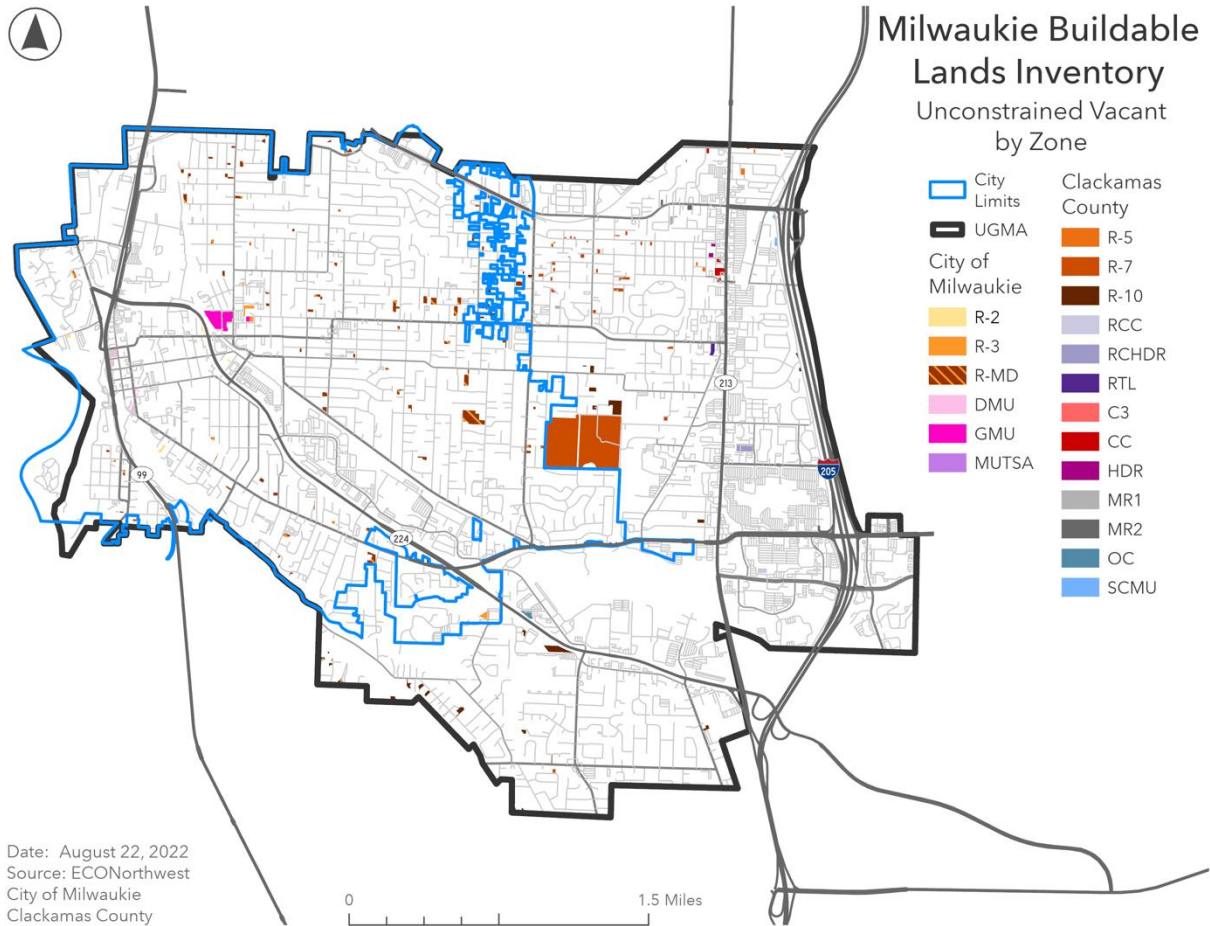 Milwaukie Buildable
Lands Inventory
Unconstrained Vacant
by Zone
City
Limits
UGMA
City of
Milwaukie
R-2
R-3
R-MD
DMU
GMU
MUTSA
Clackamas
County
R-5
R-7
R-10
RCC
RCHDR
RTL
C3
CC
HDR
MR1
MR2
OC
SCMU
213
205
99
224
Date: August 22, 2022
Source: ECONorthwest
City of Milwaukie
Clackamas County
0 1.5 Miles